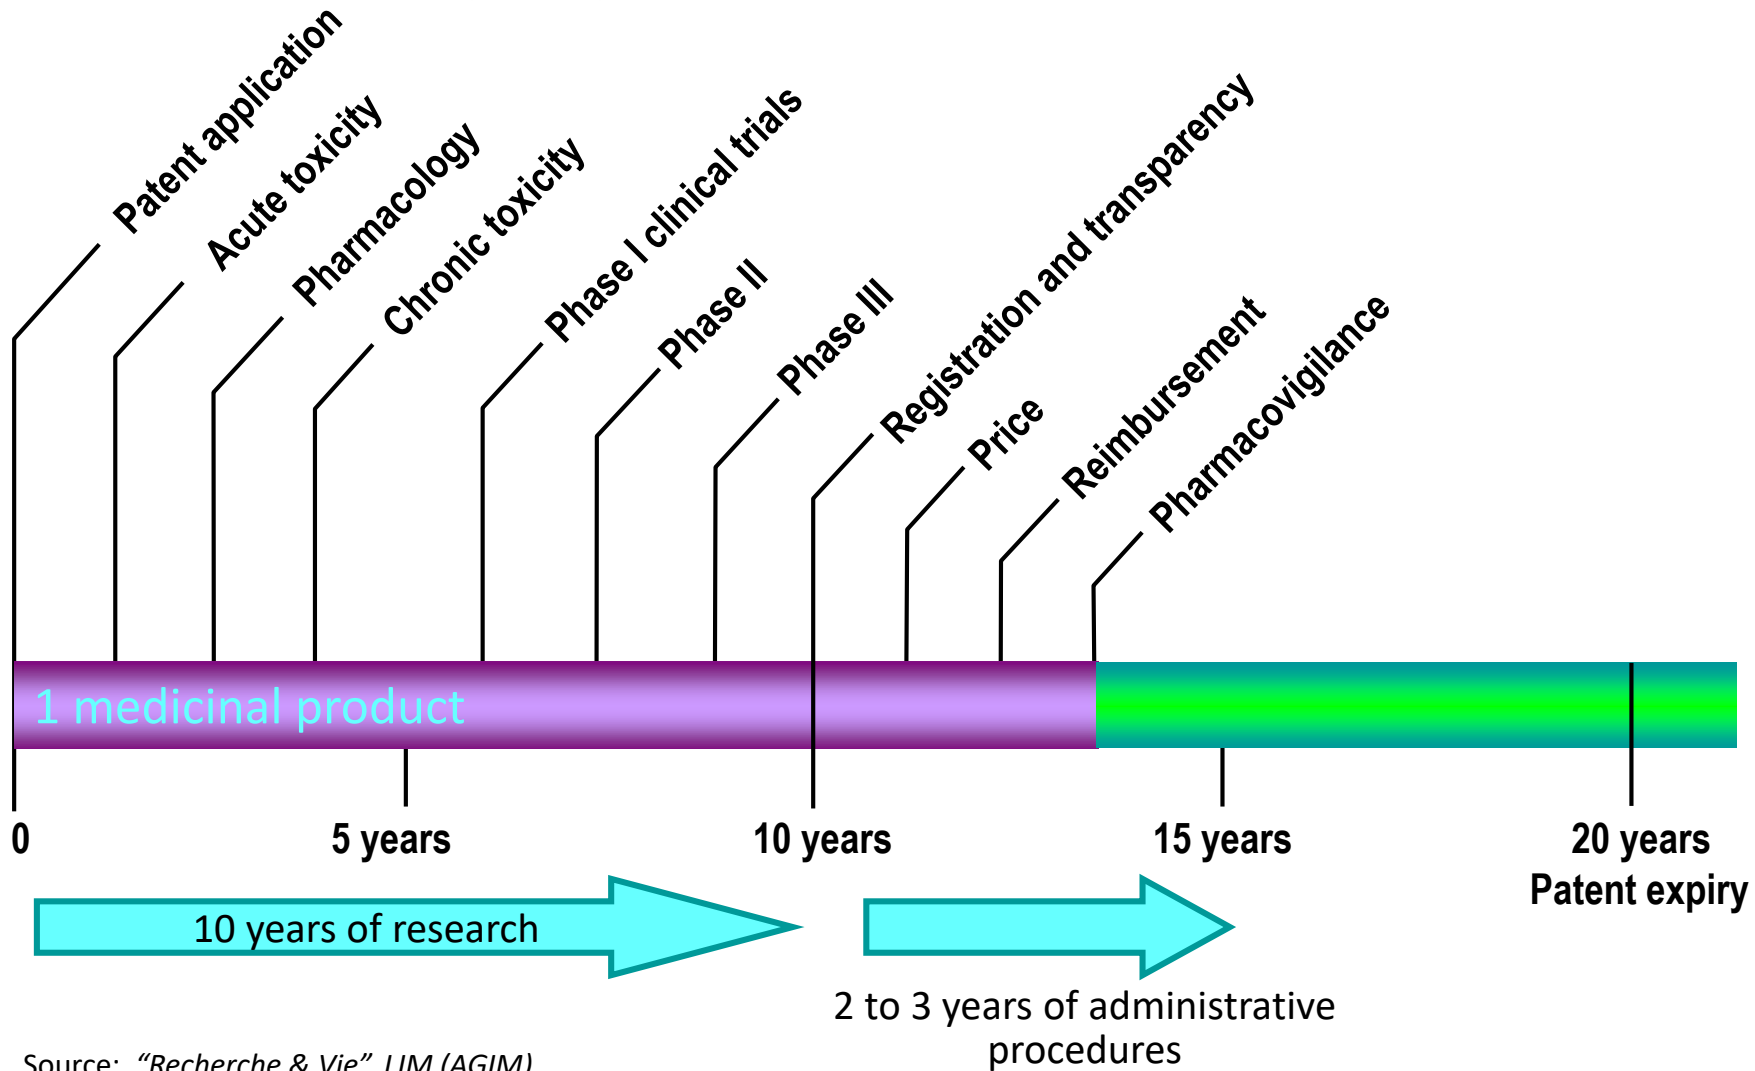 Patent application
Acute toxicity
Pharmacology
Chronic toxicity
Phase I clinical trials
Phase II
Phase III
Registration and transparency
Price
Reimbursement
Pharmacovigilance
1 medicinal product
0
5 years
10 years
15 years
20 years
Patent expiry
10 years of research
2 to 3 years of administrative
procedures
Source: “Recherche & Vie”, LIM (AGIM)